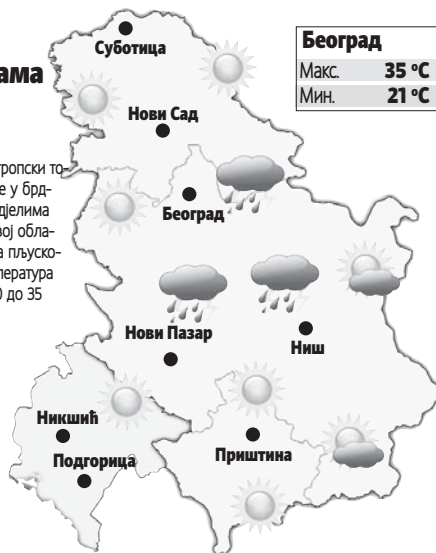 Суботица
ама
Београд
Макс. 35 °C
Мин. 21 °C
Нови Сад
тропски то-
е у брд-
дјелима
вој обла-
а пљуско-
пература
0 до 35
Београд
Нови Пазар
Ниш
Никшић
Подгорица
Приштина